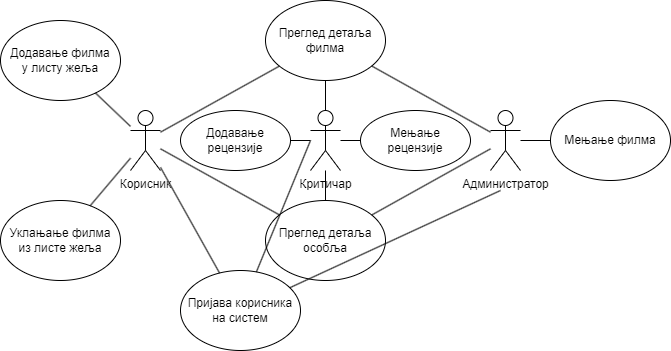 Преглед детаља
филма
Додавање филма
у листу жеља
Додавање
рецензије
Мењање
рецензије
Мењање филма
Корисник
Критичар
Администратор
Уклањање филма
из листе жеља
Преглед детаља
особља
Пријава корисника
на систем